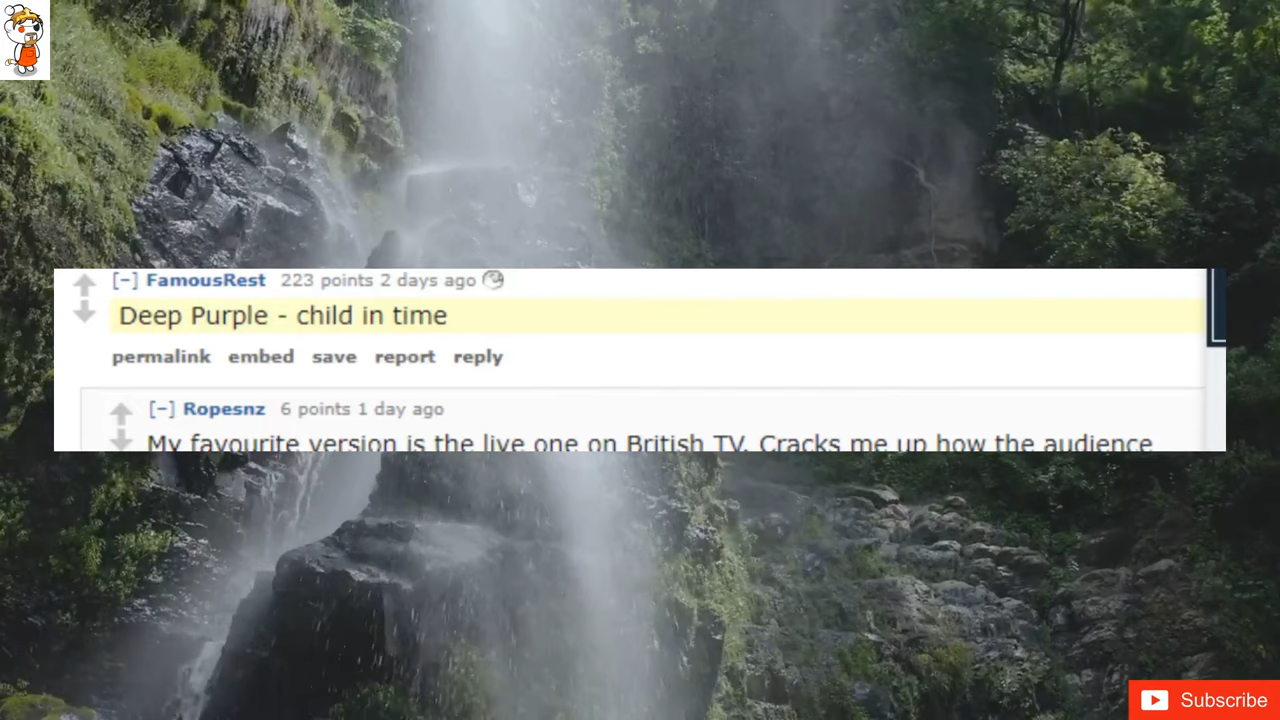 [−] FamousRest 223 points 2 days ago
Deep Purple - child in time
permalink embed save report reply
[−] Ropesnz 6 points 1 day ago
My favourite version is the live one on British TV. Cracks me up how the audience
Subscribe